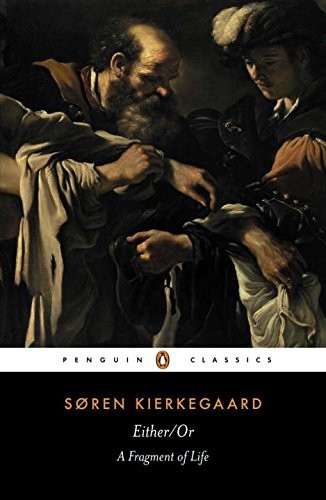 PENGUIN CLASSICS
SØREN KIERKEGAARD
Either/Or
A Fragment of Life